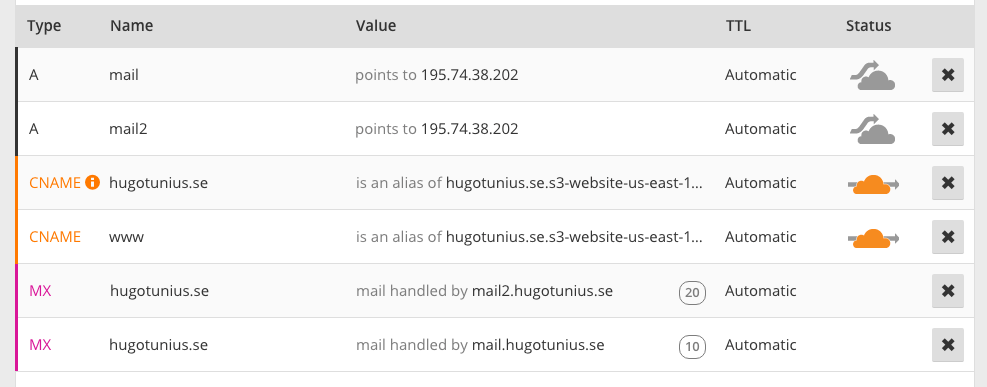 Type Name Value TTL Status
A mail points to 195.74.38.202 Automatic
A mail2 points to 195.74.38.202 Automatic
CNAME hugotunius.se is an alias of hugotunius.se.s3-website-us-east-1... Automatic
CNAME www is an alias of hugotunius.se.s3-website-us-east-1... Automatic
MX hugotunius.se mail handled by mail2.hugotunius.se 20 Automatic
MX hugotunius.se mail handled by mail.hugotunius.se 10 Automatic